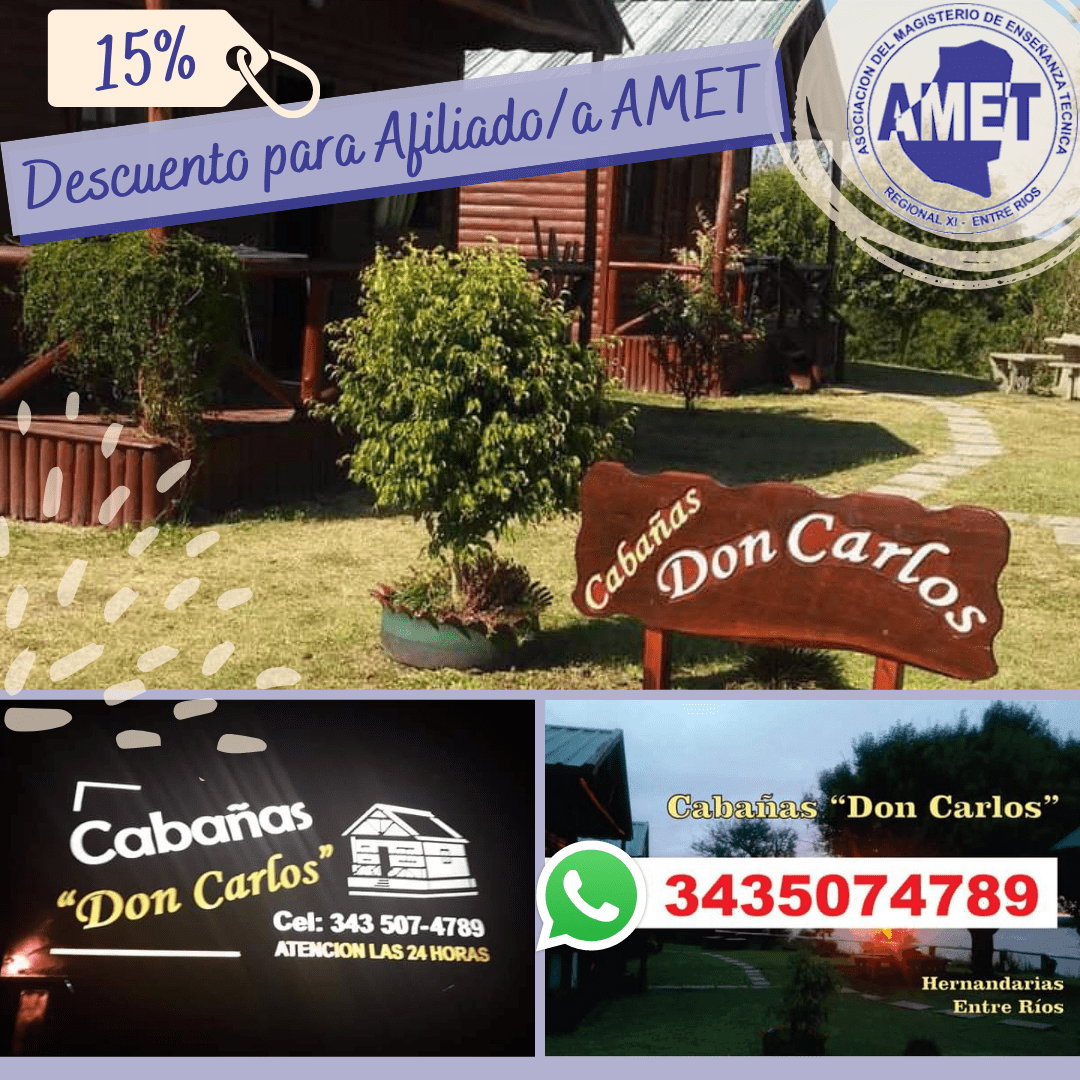 15%
Descuento para Afiliado/a AMET
ASOCIACION DEL MAGISTERIO DE ENSEÑANZA TECNICA
AMET
REGIONAL XI - ENTRE RIOS
Cabañas
Don Carlos
Cabañas
"Don Carlos"
Cel: 343 507-4789
ATENCION LAS 24 HORAS
Cabañas “Don Carlos”
3435074789
Hernandarias
Entre Ríos